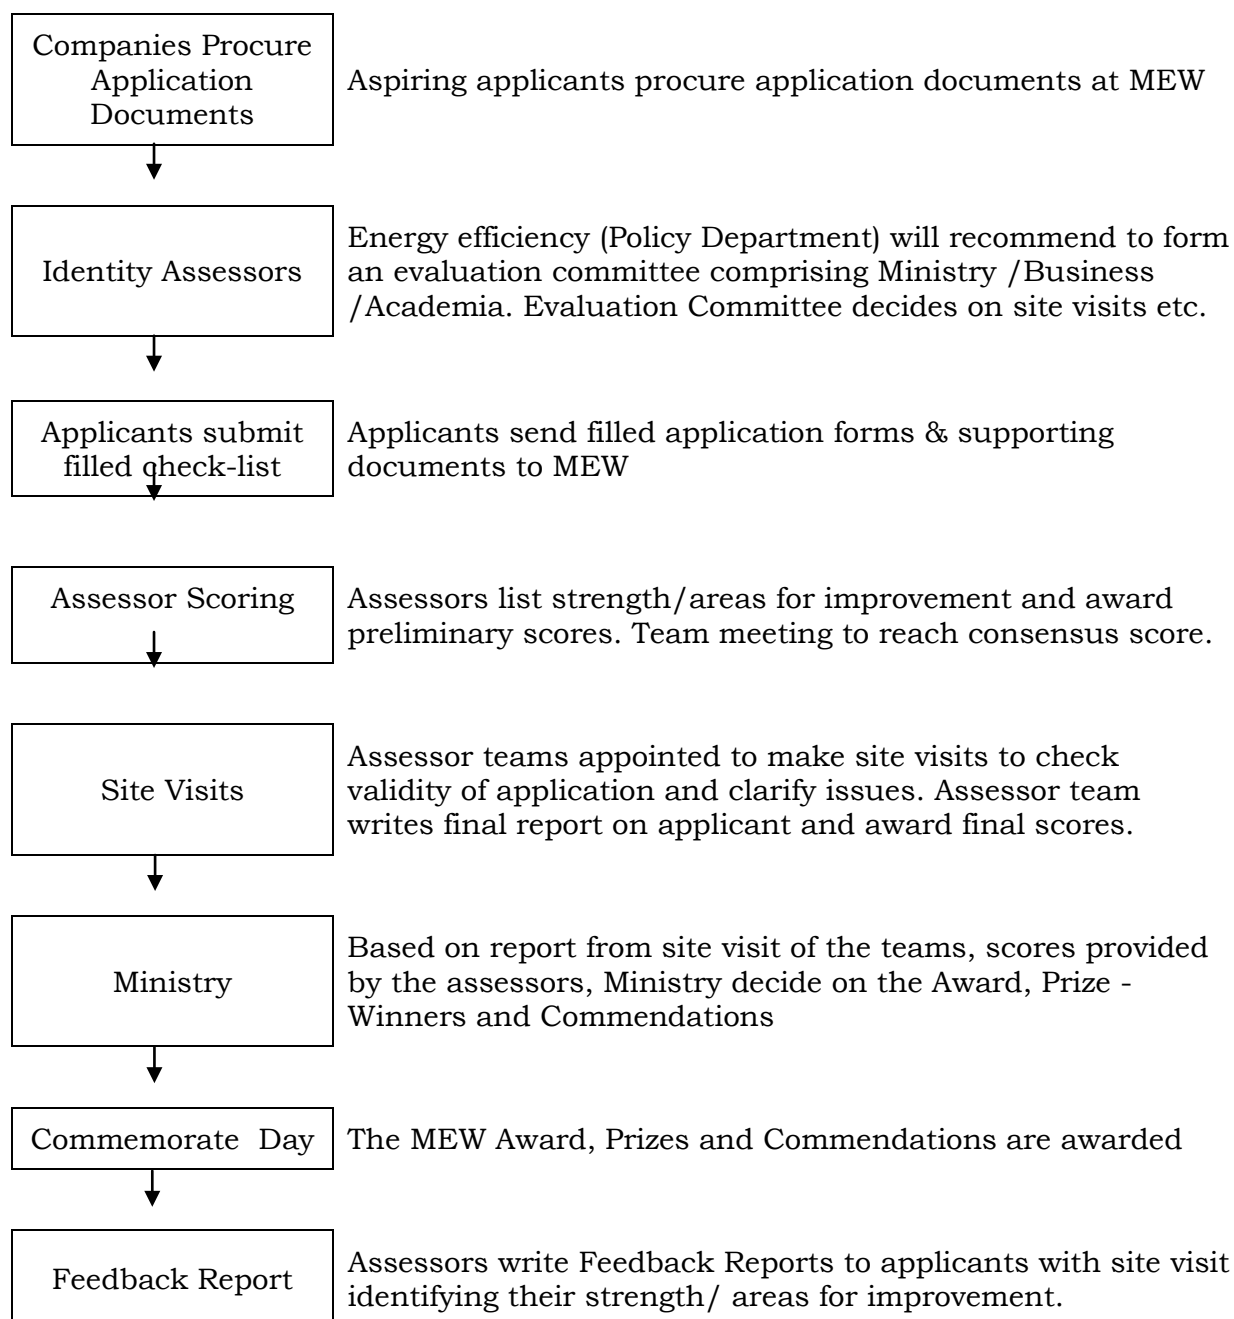 Companies Procure
Application
Documents
Aspiring applicants procure application documents at MEW
Identity Assessors
Energy efficiency (Policy Department) will recommend to form
an evaluation committee comprising Ministry /Business
/Academia. Evaluation Committee decides on site visits etc.
Applicants submit
filled check-list
Applicants send filled application forms & supporting
documents to MEW
Assessor Scoring
Assessors list strength/areas for improvement and award
preliminary scores. Team meeting to reach consensus score.
Site Visits
Assessor teams appointed to make site visits to check
validity of application and clarify issues. Assessor team
writes final report on applicant and award final scores.
Ministry
Based on report from site visit of the teams, scores provided
by the assessors, Ministry decide on the Award, Prize -
Winners and Commendations
Commemorate  Day
The MEW Award, Prizes and Commendations are awarded
Feedback Report
Assessors write Feedback Reports to applicants with site visit
identifying their strength/ areas for improvement.